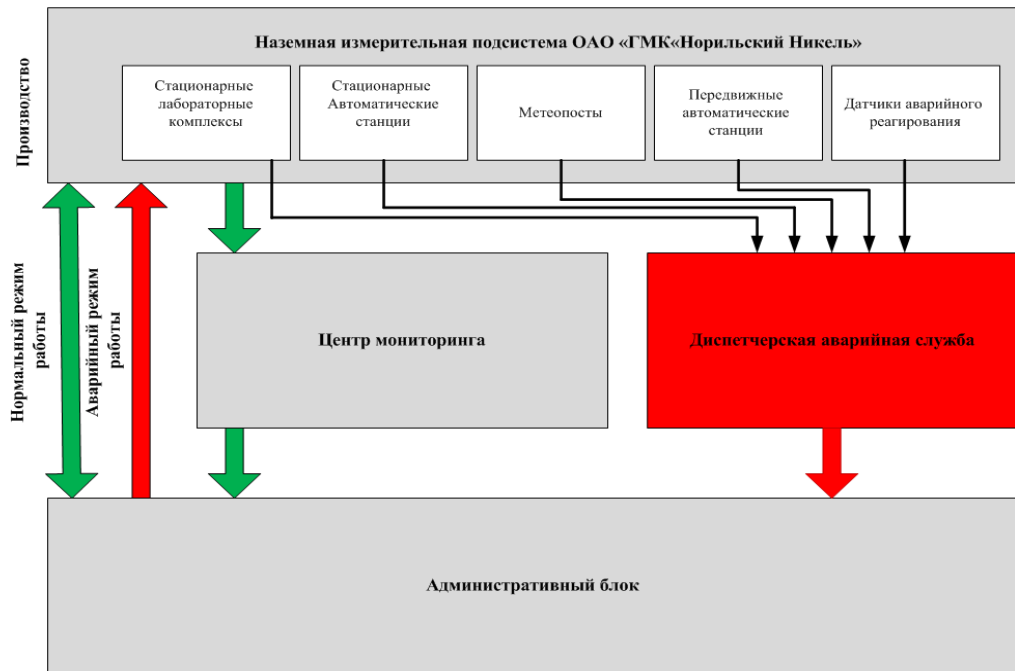 Наземная измерительная подсистема ОАО «ГМК«Норильский Никель»
Производство
Стационарные
лабораторные
комплексы
Стационарные
Автоматические
станции
Метеопосты
Передвижные
автоматические
станции
Датчики аварийного
реагирования
Нормальный режим
работы
Аварийный режим
работы
Центр мониторинга
Диспетчерская аварийная служба
Административный блок